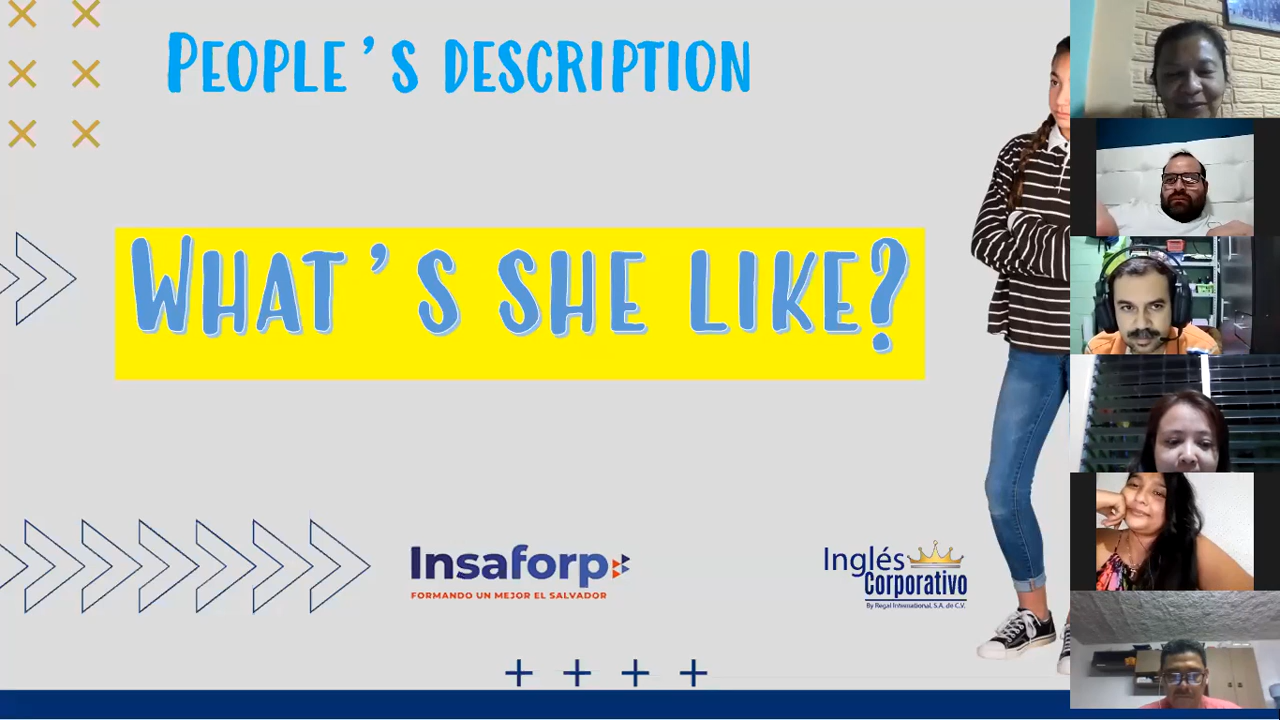 PEOPLE'S DESCRIPTION
WHAT'S SHE LIKE?
Insaforp
FORMANDO UN MEJOR EL SALVADOR
Inglés
Corporativo
By Regal International, S.A. de C.V.